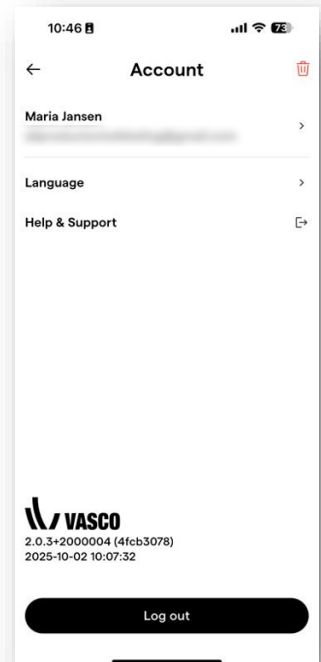 10:46
73
Account
Maria Jansen
Language
Help & Support
VASCO
2.0.3+2000004 (4fcb3078)
2025-10-02 10:07:32
Log out